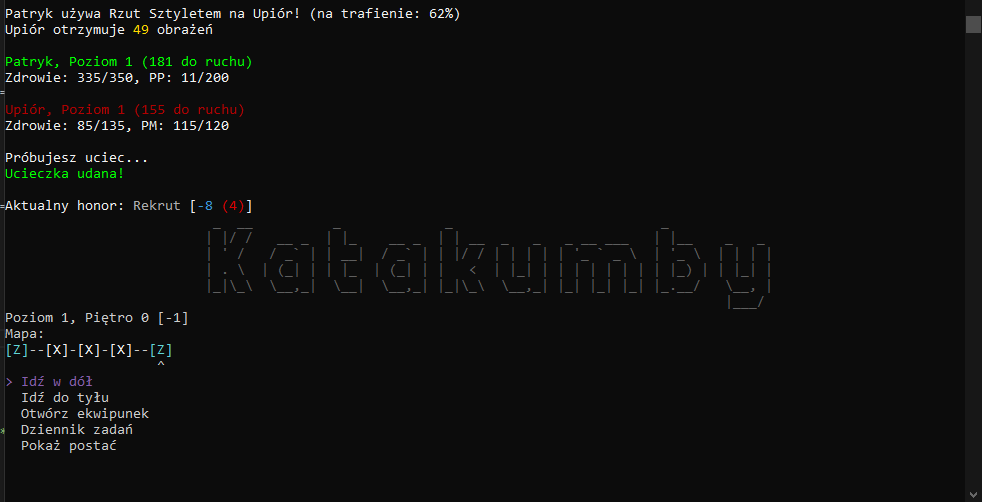 Patryk używa Rzut Sztyletem na Upiór! (na trafienie: 62%)
Upiór otrzymuje 49 obrażeń
Patryk, Poziom 1 (181 do ruchu)
Zdrowie: 335/350, PP: 11/200
Upiór, Poziom 1 (155 do ruchu)
Zdrowie: 85/135, PM: 115/120
Próbujesz uciec...
Ucieczka udana!
Aktualny honor: Rekrut [-8 (4)]
Katakumby
Poziom 1, Piętro 0 [-1]
Mapa:
[Z]--[X]-[X]-[X]--[Z]
^
> Idź w dół
Idź do tyłu
Otwórz ekwipunek
Dziennik zadań
Pokaż postać